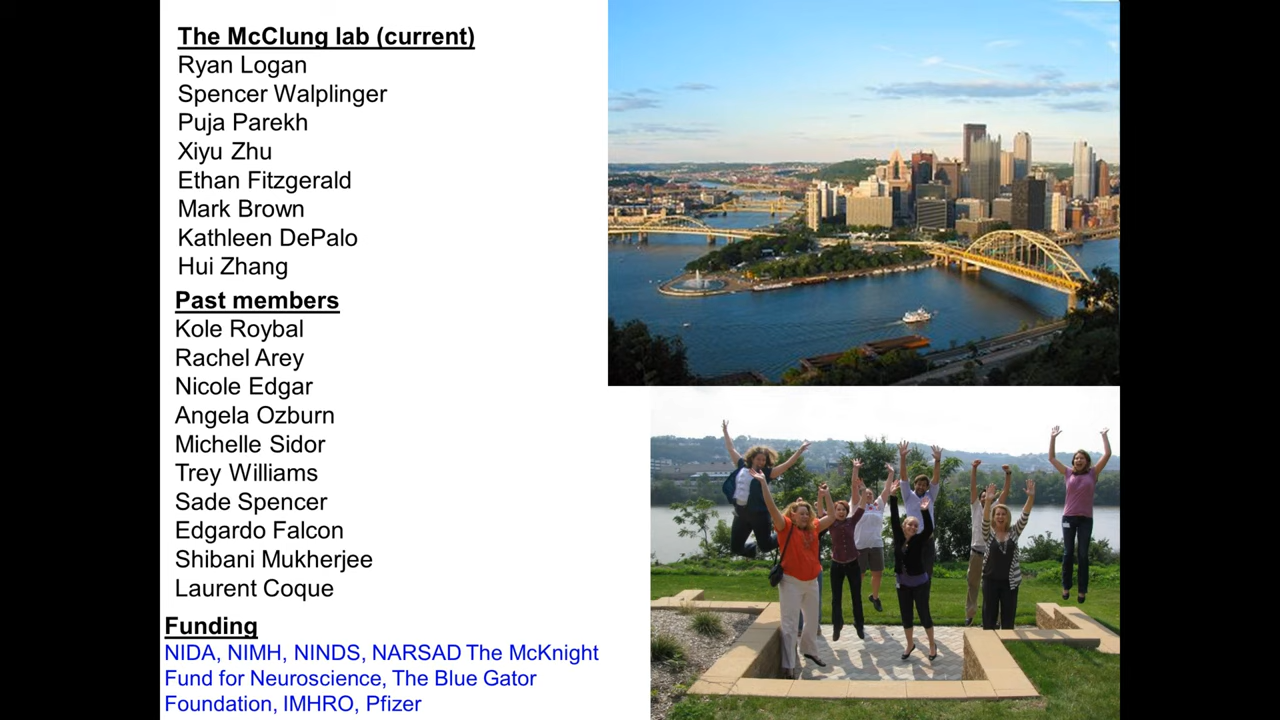 The McClung lab (current)
Ryan Logan
Spencer Walplinger
Puja Parekh
Xiyu Zhu
Ethan Fitzgerald
Mark Brown
Kathleen DePalo
Hui Zhang
Past members
Kole Roybal
Rachel Arey
Nicole Edgar
Angela Ozburn
Michelle Sidor
Trey Williams
Sade Spencer
Edgardo Falcon
Shibani Mukherjee
Laurent Coque
Funding
NIDA, NIMH, NINDS, NARSAD The McKnight
Fund for Neuroscience, The Blue Gator
Foundation, IMHRO, Pfizer